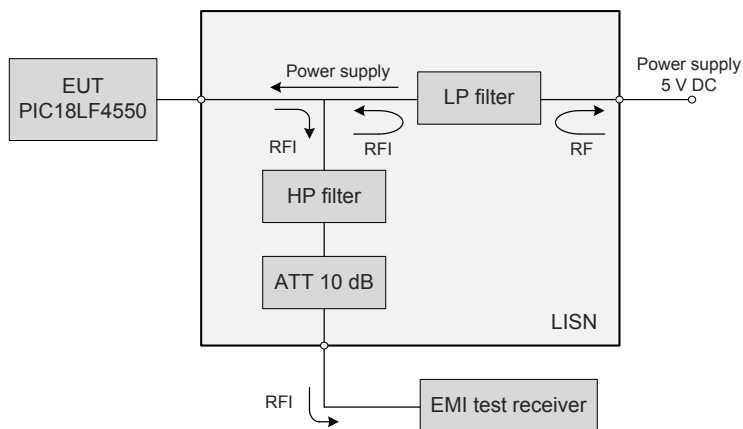 EUT
PIC18LF4550
Power supply
LP filter
Power supply
5 V DC
RFI
RFI
RF
HP filter
ATT 10 dB
LISN
RFI
EMI test receiver